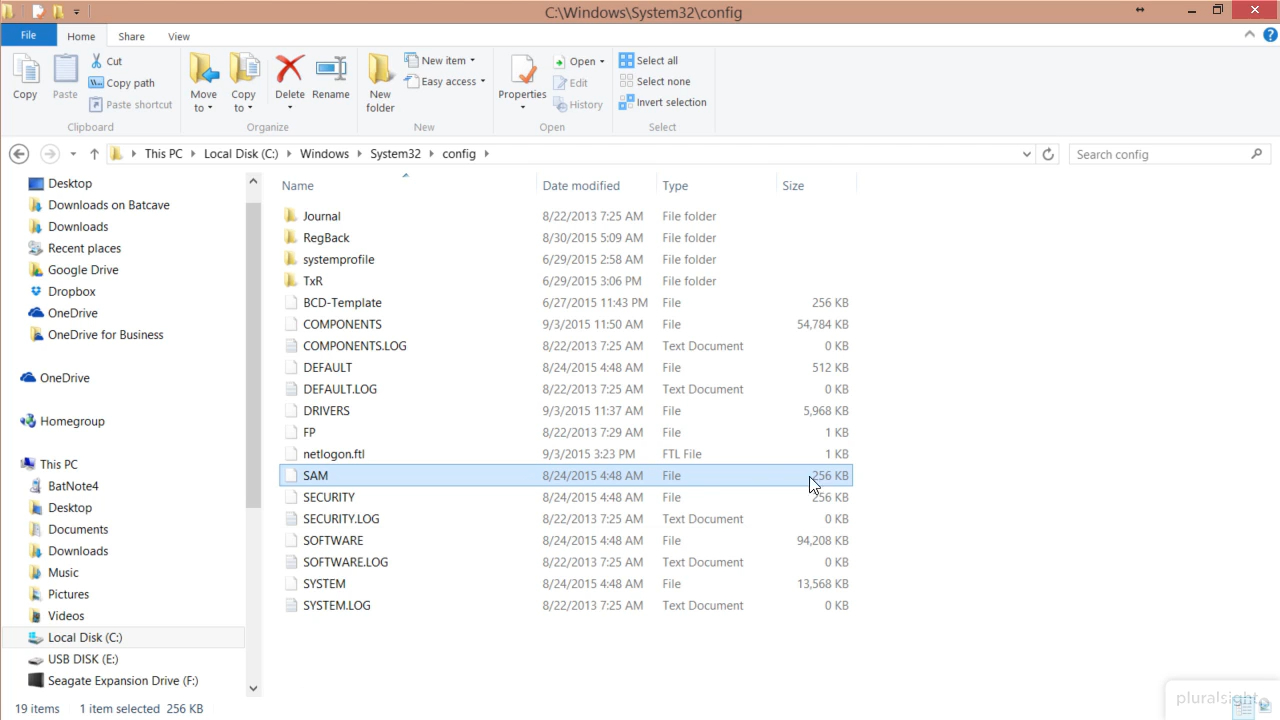 C:\Windows\System32\config
File Home Share View
Copy
Paste
Cut
Copy path
Paste shortcut
Clipboard
Move to
Copy to
Delete
Rename
Organize
New folder
New item
Easy access
New
Properties
Open
Edit
History
Open
Select all
Select none
Invert selection
Select
This PC Local Disk (C:) Windows System32 config
Search config
Desktop
Downloads on Batcave
Downloads
Recent places
Google Drive
Dropbox
OneDrive
OneDrive for Business
OneDrive
Homegroup
This PC
BatNote4
Desktop
Documents
Downloads
Music
Pictures
Videos
Local Disk (C:)
USB DISK (E:)
Seagate Expansion Drive (F:)
Name Date modified Type Size
Journal 8/22/2013 7:25 AM File folder
RegBack 8/30/2015 5:09 AM File folder
systemprofile 6/29/2015 2:58 AM File folder
TxR 6/29/2015 3:06 PM File folder
BCD-Template 6/27/2015 11:43 PM File 256 KB
COMPONENTS 9/3/2015 11:50 AM File 54,784 KB
COMPONENTS.LOG 8/22/2013 7:25 AM Text Document 0 KB
DEFAULT 8/24/2015 4:48 AM File 512 KB
DEFAULT.LOG 8/22/2013 7:25 AM Text Document 0 KB
DRIVERS 9/3/2015 11:37 AM File 5,968 KB
FP 8/22/2013 7:29 AM File 1 KB
netlogon.ftl 9/3/2015 3:23 PM FTL File 1 KB
SAM 8/24/2015 4:48 AM File 256 KB
SECURITY 8/24/2015 4:48 AM File 256 KB
SECURITY.LOG 8/22/2013 7:25 AM Text Document 0 KB
SOFTWARE 8/24/2015 4:48 AM File 94,208 KB
SOFTWARE.LOG 8/22/2013 7:25 AM Text Document 0 KB
SYSTEM 8/24/2015 4:48 AM File 13,568 KB
SYSTEM.LOG 8/22/2013 7:25 AM Text Document 0 KB
pluralsight
19 items 1 item selected 256 KB